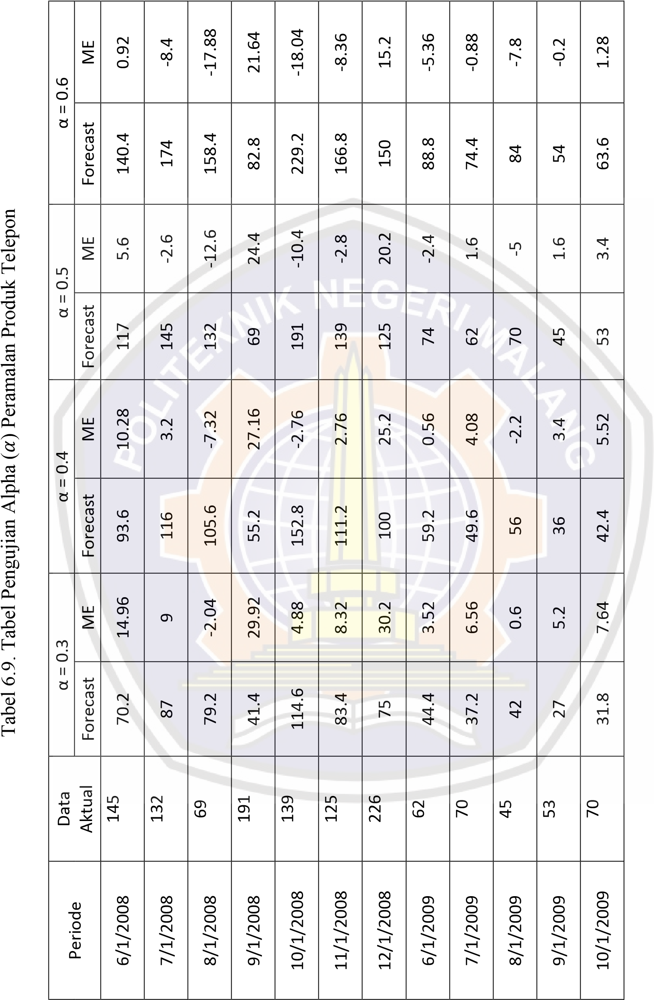 Tabel 6.9. Tabel Pengujian Alpha (α) Peramalan Produk Telepon
Periode Data Aktual α = 0.3 α = 0.4 α = 0.5 α = 0.6
Forecast ME Forecast ME Forecast ME Forecast ME
6/1/2008 145 70.2 14.96 93.6 10.28 117 5.6 140.4 0.92
7/1/2008 132 87 9 116 3.2 145 -2.6 174 -8.4
8/1/2008 69 79.2 -2.04 105.6 -7.32 132 -12.6 158.4 -17.88
9/1/2008 191 41.4 29.92 55.2 27.16 69 24.4 82.8 21.64
10/1/2008 139 114.6 4.88 152.8 -2.76 191 -10.4 229.2 -18.04
11/1/2008 125 83.4 8.32 111.2 2.76 139 -2.8 166.8 -8.36
12/1/2008 226 75 30.2 100 25.2 125 20.2 150 15.2
6/1/2009 62 44.4 3.52 59.2 0.56 74 -2.4 88.8 -5.36
7/1/2009 70 37.2 6.56 49.6 4.08 62 1.6 74.4 -0.88
8/1/2009 45 42 0.6 56 -2.2 70 -5 84 -7.8
9/1/2009 53 27 5.2 36 3.4 45 1.6 54 -0.2
10/1/2009 70 31.8 7.64 42.4 5.52 53 3.4 63.6 1.28
POLITEKNIK NEGERI MALANG